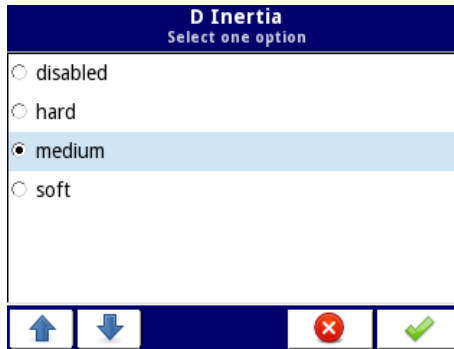 D Inertia
Select one option
disabled
hard
medium
soft